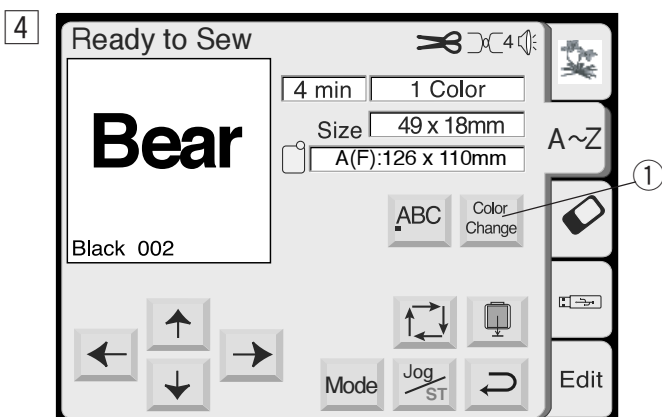 4
Ready to Sew
4
4 min
1 Color
Size
49 x 18mm
A(F):126 x 110mm
Bear
Black 002
ABC
Color
Change
1
A~Z
Mode
Jog
ST
Edit